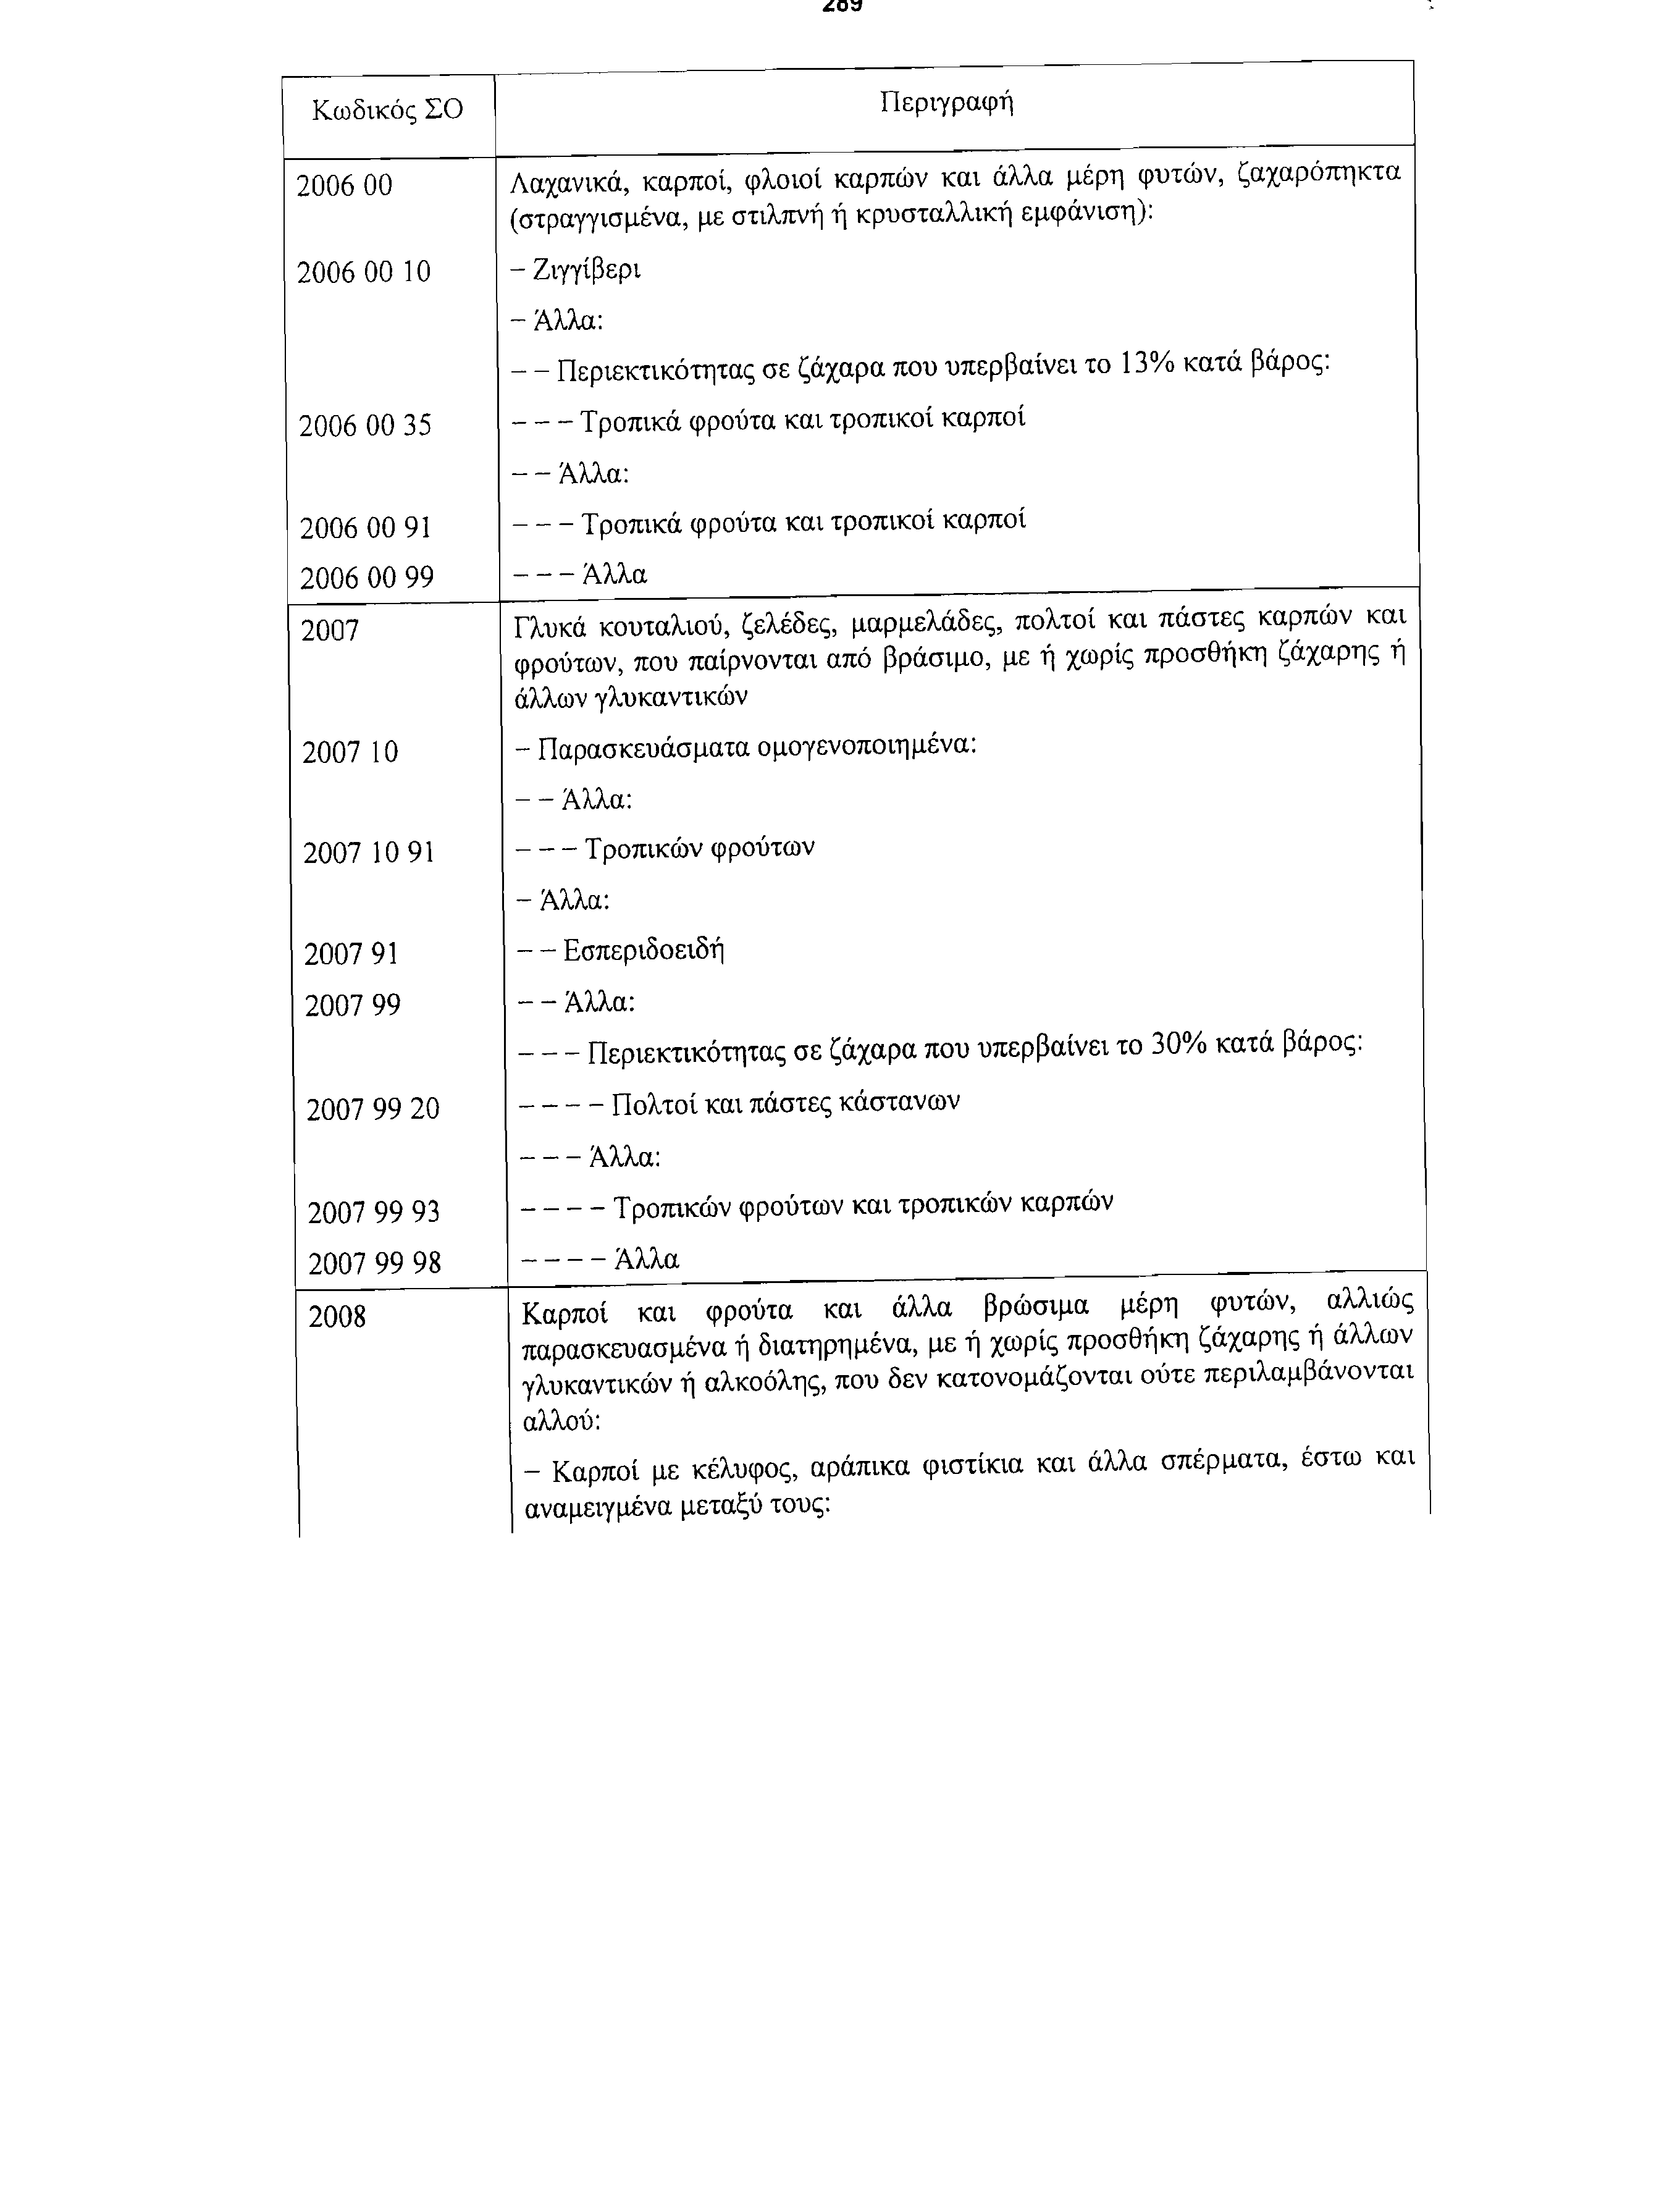 289
Κωδικός ΣΟ Περιγραφή
2006 00 Λαχανικά, καρποί, φλοιοί καρπών και άλλα μέρη φυτών, ζαχαρόπηκτα
(στραγγισμένα, με στιλπνή ή κρυσταλλική εμφάνιση):
2006 00 10 – Ζιγγίβερι
– Άλλα:
– – Περιεκτικότητας σε ζάχαρα που υπερβαίνει το 13% κατά βάρος:
2006 00 35 – – – Τροπικά φρούτα και τροπικοί καρποί
– – Άλλα:
2006 00 91 – – – Τροπικά φρούτα και τροπικοί καρποί
2006 00 99 – – – Άλλα
2007 Γλυκά κουταλιού, ζελέδες, μαρμελάδες, πολτοί και πάστες καρπών και
φρούτων, που παίρνονται από βράσιμο, με ή χωρίς προσθήκη ζάχαρης ή
άλλων γλυκαντικών
2007 10 – Παρασκευάσματα ομογενοποιημένα:
– – Άλλα:
2007 10 91 – – – Τροπικών φρούτων
– Άλλα:
2007 91 – – Εσπεριδοειδή
2007 99 – – Άλλα:
– – – Περιεκτικότητας σε ζάχαρα που υπερβαίνει το 30% κατά βάρος:
2007 99 20 – – – – Πολτοί και πάστες κάστανων
– – – Άλλα:
2007 99 93 – – – – Τροπικών φρούτων και τροπικών καρπών
2007 99 98 – – – – Άλλα
2008 Καρποί και φρούτα και άλλα βρώσιμα μέρη φυτών, αλλιώς
παρασκευασμένα ή διατηρημένα, με ή χωρίς προσθήκη ζάχαρης ή άλλων
γλυκαντικών ή αλκοόλης, που δεν κατονομάζονται ούτε περιλαμβάνονται
αλλού:
– Καρποί με κέλυφος, αράπικα φιστίκια και άλλα σπέρματα, έστω και
αναμειγμένα μεταξύ τους: